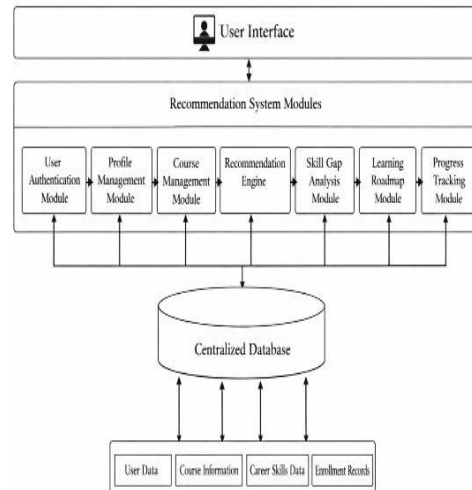 User Interface
Recommendation System Modules
User
Authentication
Module
Profile
Management
Module
Course
Management
Module
Recommendation
Engine
Skill Gap
Analysis
Module
Learning
Roadmap
Module
Progress
Tracking
Module
Centralized Database
User Data
Course Information
Career Skills Data
Enrollment Records